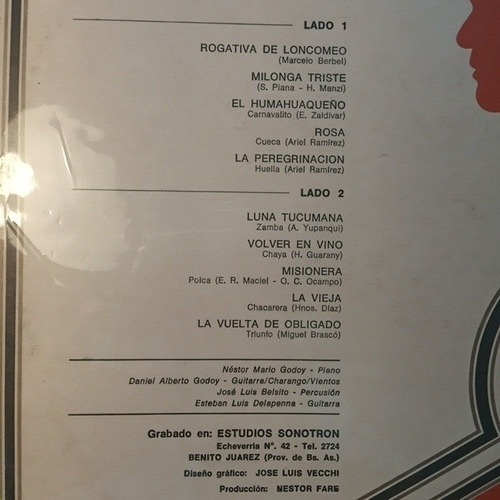 LADO 1
ROGATIVA DE LONCOMEO
(Marcelo Berbel)
MILONGA TRISTE
(S. Piana - H. Manzi)
EL HUMAHUAQUEÑO
Carnavalito (E. Zaldivar)
ROSA
Cueca (Ariel Ramírez)
LA PEREGRINACION
Huella (Ariel Ramírez)
LADO 2
LUNA TUCUMANA
Zamba (A. Yupanqui)
VOLVER EN VINO
Chaya (H. Guarany)
MISIONERA
Polca (E. R. Maciel - O. C. Ocampo)
LA VIEJA
Chacarera (Hnos. Díaz)
LA VUELTA DE OBLIGADO
Triunfo (Miguel Brascó)
Néstor Mario Godoy - Piano
Daniel Alberto Godoy - Guitarra/Charango/Vientos
José Luis Belsito - Percusión
Esteban Luis Delapenna - Guitarra
Grabado en: ESTUDIOS SONOTRON
Echeverria Nº. 42 - Tel. 2724
BENITO JUAREZ (Prov. de Bs. As.)
Diseño gráfico: JOSE LUIS VECCHI
Producción: NESTOR FARE